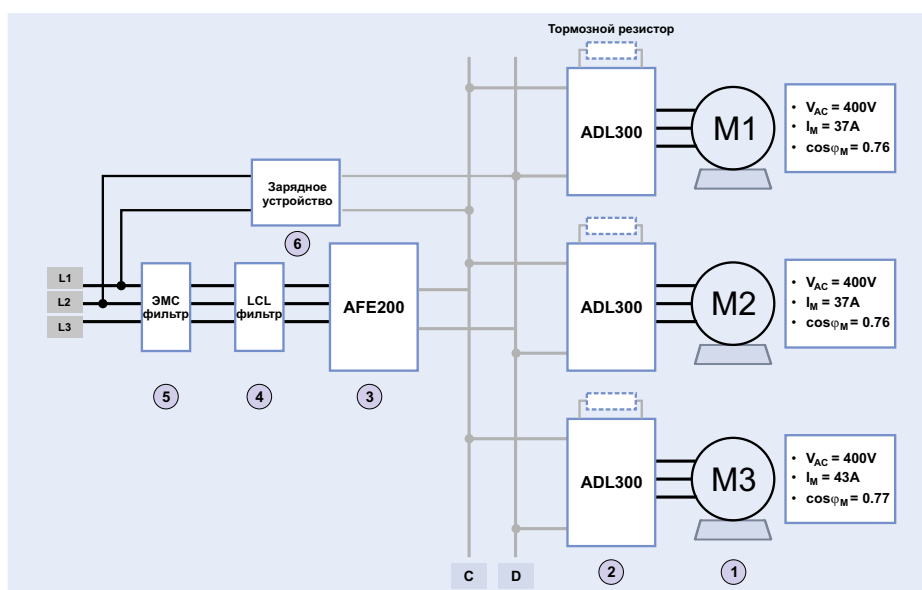 Тормозной резистор
ADL300
M1
• VAC = 400V
• IM = 37A
• cosφM = 0.76
Зарядное
устройство
6
L1
L2
L3
ЭМС
фильтр
LCL
фильтр
AFE200
ADL300
M2
• VAC = 400V
• IM = 37A
• cosφM = 0.76
5
4
3
ADL300
M3
• VAC = 400V
• IM = 43A
• cosφM = 0.77
C
D
2
1